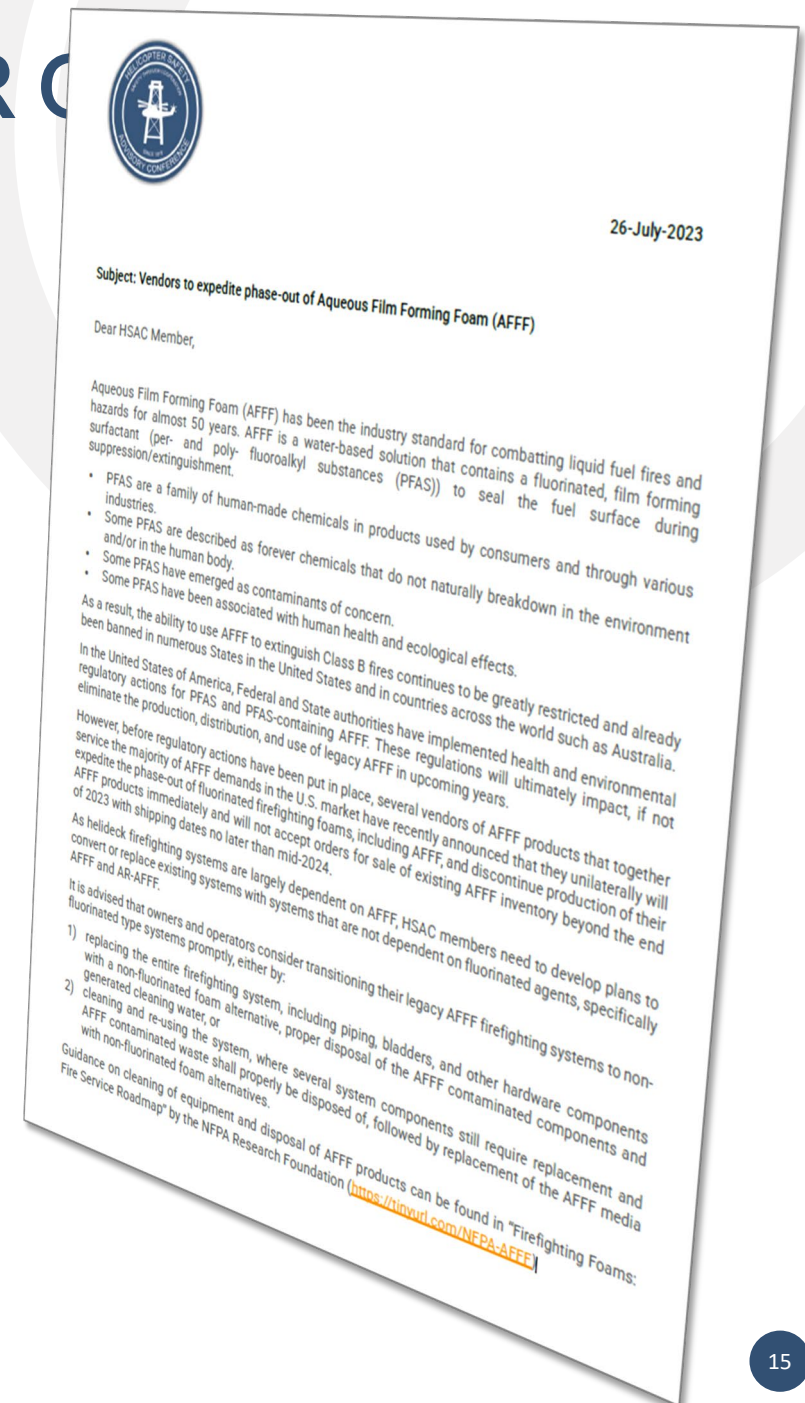 R
HELICOPTER SAFETY
SINCE 1978
ADVISORY CONFERENCE
26-July-2023
Subject: Vendors to expedite phase-out of Aqueous Film Forming Foam (AFFF)
Dear HSAC Member,
Aqueous Film Forming Foam (AFFF) has been the industry standard for combatting liquid fuel fires and
hazards for almost 50 years. AFFF is a water-based solution that contains a fluorinated, film forming
surfactant (per- and poly- fluoroalkyl substances (PFAS)) to seal the fuel surface during
suppression/extinguishment.
• PFAS are a family of human-made chemicals in products used by consumers and through various
industries.
• Some PFAS are described as forever chemicals that do not naturally breakdown in the environment
and/or in the human body.
• Some PFAS have emerged as contaminants of concern.
• Some PFAS have been associated with human health and ecological effects.
As a result, the ability to use AFFF to extinguish Class B fires continues to be greatly restricted and already
been banned in numerous States in the United States and in countries across the world such as Australia.
In the United States of America, Federal and State authorities have implemented health and environmental
regulatory actions for PFAS and PFAS-containing AFFF. These regulations will ultimately impact, if not
eliminate the production, distribution, and use of legacy AFFF in upcoming years.
However, before regulatory actions have been put in place, several vendors of AFFF products that together
service the majority of AFFF demands in the U.S. market have recently announced that they unilaterally will
expedite the phase-out of fluorinated firefighting foams, including AFFF, and discontinue production of their
AFFF products immediately and will not accept orders for sale of existing AFFF inventory beyond the end
of 2023 with shipping dates no later than mid-2024.
As helideck firefighting systems are largely dependent on AFFF, HSAC members need to develop plans to
convert or replace existing systems with systems that are not dependent on fluorinated agents, specifically
AFFF and AR-AFFF.
It is advised that owners and operators consider transitioning their legacy AFFF firefighting systems to non-
fluorinated type systems promptly, either by:
1) replacing the entire firefighting system, including piping, bladders, and other hardware components
with a non-fluorinated foam alternative, proper disposal of the AFFF contaminated components and
generated cleaning water, or
2) cleaning and re-using the system, where several system components still require replacement and
AFFF contaminated waste shall properly be disposed of, followed by replacement of the AFFF media
with non-fluorinated foam alternatives.
Guidance on cleaning of equipment and disposal of AFFF products can be found in "Firefighting Foams:
Fire Service Roadmap" by the NFPA Research Foundation (https://tinyurl.com/NFPA-AFFF)
15